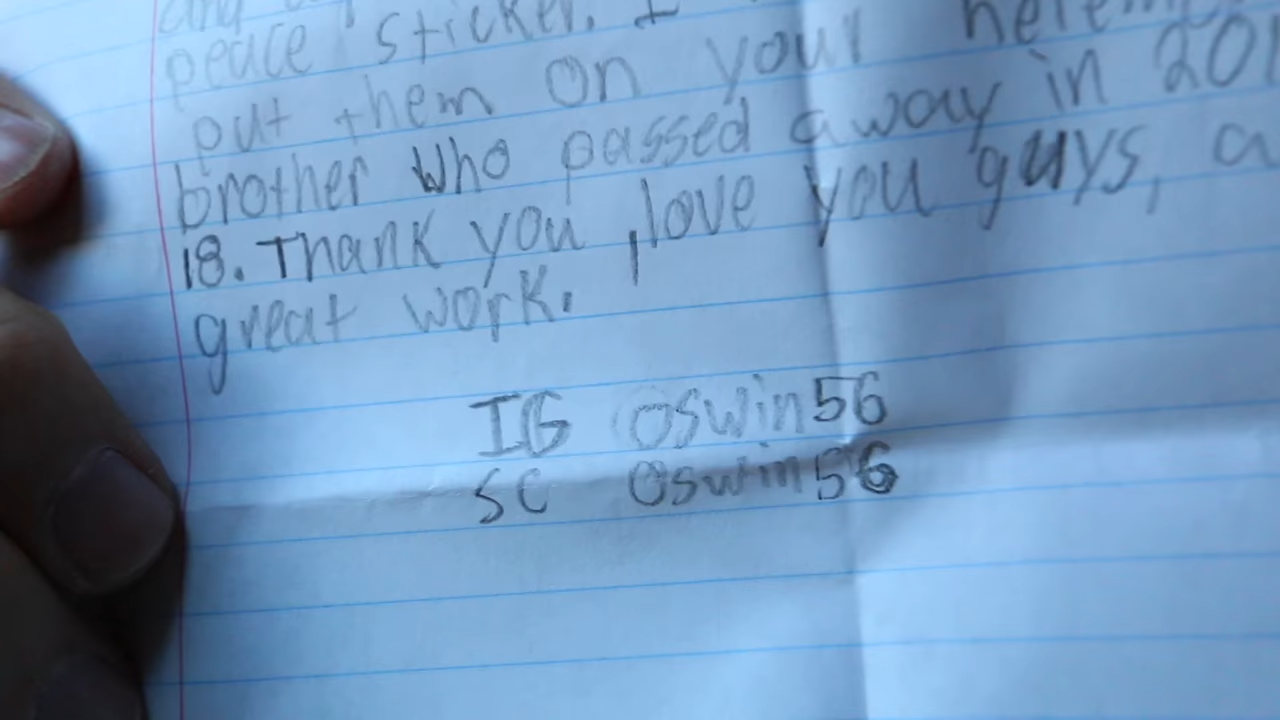 peace sticker. I
put them on your
brother who passed away in 201
18. Thank you, love you guys, a
great work.
IG oswin56
SC Oswin56